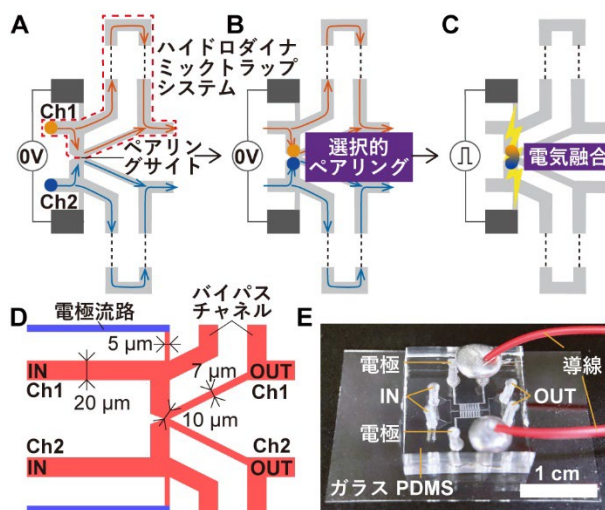 A
ハイドロダイナ
ミックトラップ
システム
Ch1
0V
ペアリン
グサイト
Ch2
B
0V
選択的
ペアリング
C
電気融合
D
電極流路
バイパス
チャネル
5 μm
IN
Ch1
20 μm
7 μm
10 μm
OUT
Ch1
Ch2
IN
Ch2
OUT
E
電極
導線
IN
OUT
電極
ガラス PDMS
1 cm